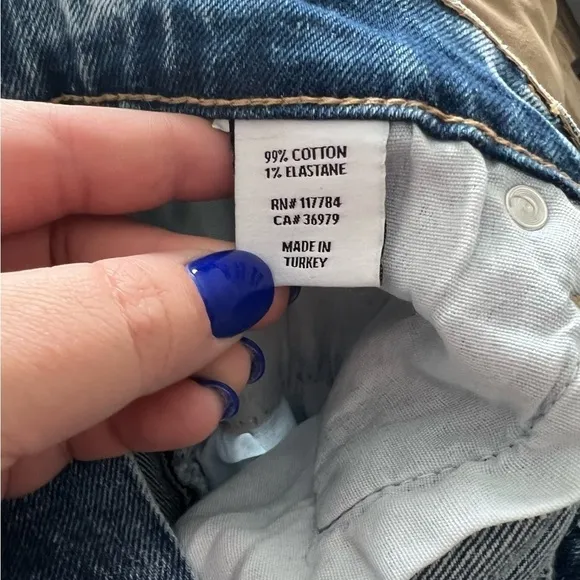 99% COTTON
1% ELASTANE
RN# 117784
CA# 36979
MADE IN
TURKEY